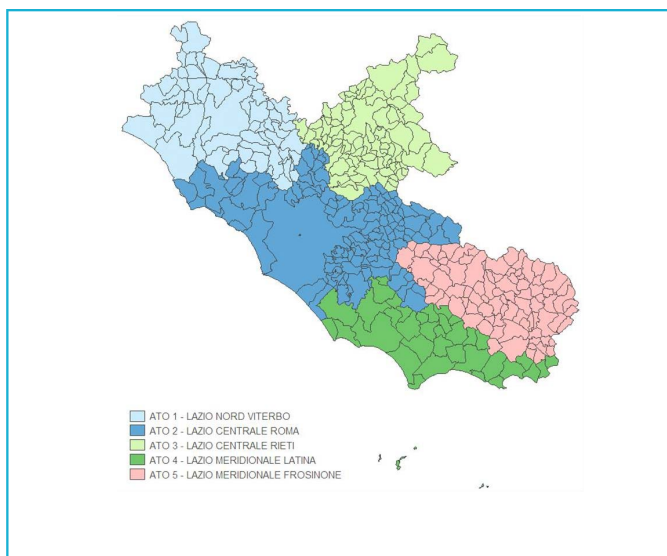 ATO 1 - LAZIO NORD VITERBO
ATO 2 - LAZIO CENTRALE ROMA
ATO 3 - LAZIO CENTRALE RIETI
ATO 4 - LAZIO MERIDIONALE LATINA
ATO 5 - LAZIO MERIDIONALE FROSINONE